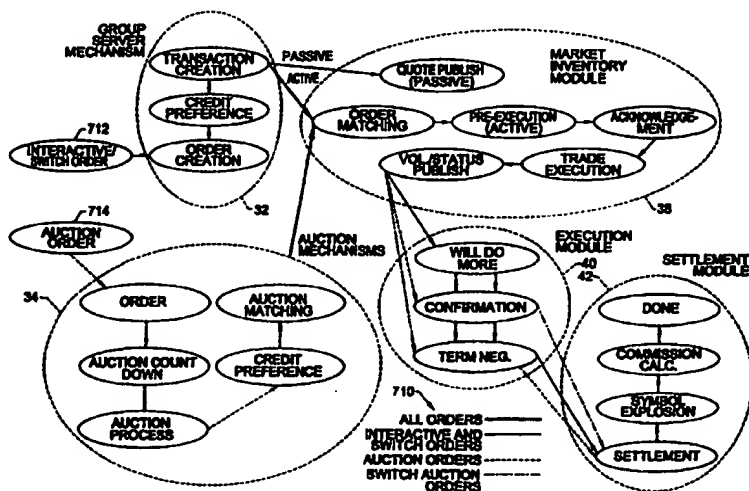 GROUP
SERVER
MECHANISM
TRANSACTION
CREATION
CREDIT
PREFERENCE
ORDER
CREATION
32
712
INTERACTIVE/
SWITCH ORDER
PASSIVE
ACTIVE
QUOTE PUBLISH
(PASSIVE)
MARKET
INVENTORY
MODULE
ORDER
MATCHING
PRE-EXECUTION
(ACTIVE)
ACKNOWLEDGE-
MENT
VOL/STATUS
PUBLISH
TRADE
EXECUTION
38
714
AUCTION
ORDER
34
AUCTION
MECHANISMS
ORDER
AUCTION
MATCHING
AUCTION COUNT
DOWN
CREDIT
PREFERENCE
AUCTION
PROCESS
EXECUTION
MODULE
40
WILL DO
MORE
CONFIRMATION
TERM NEG.
42
SETTLEMENT
MODULE
DONE
COMMISSION
CALC.
SYMBOL
EXPLOSION
SETTLEMENT
710
ALL ORDERS
INTERACTIVE AND
SWITCH ORDERS
AUCTION ORDERS
SWITCH AUCTION
ORDERS